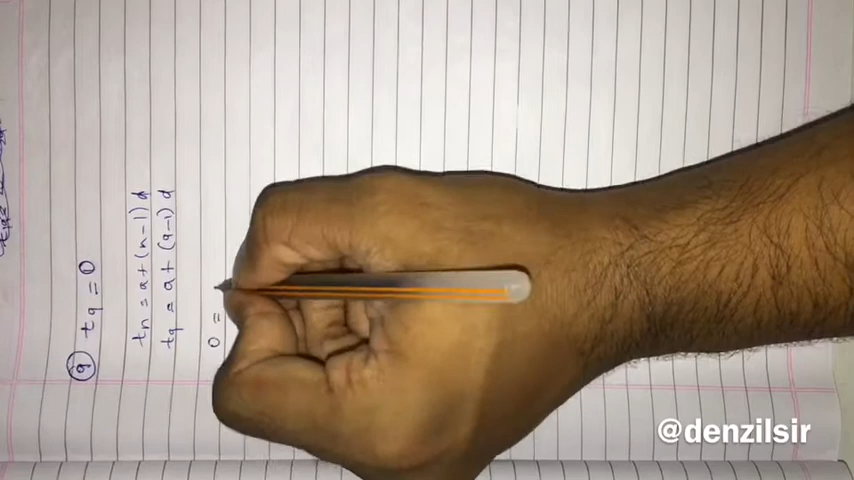 ⑨ t₉ = 0
tₙ = a + (n-1) d
t₉ = a + (9-1) d
0 =
@denzilsir